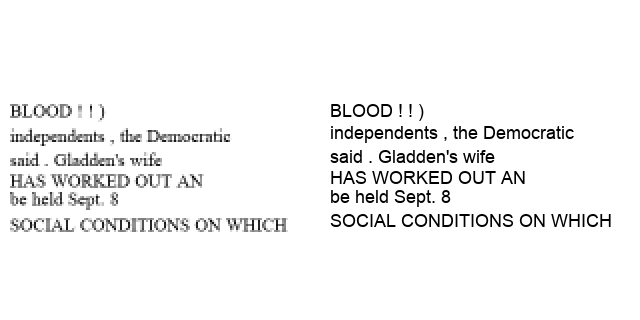 BLOOD ! ! )
independents , the Democratic
said . Gladden's wife
HAS WORKED OUT AN
be held Sept. 8
SOCIAL CONDITIONS ON WHICH
BLOOD ! ! )
independents , the Democratic
said . Gladden's wife
HAS WORKED OUT AN
be held Sept. 8
SOCIAL CONDITIONS ON WHICH